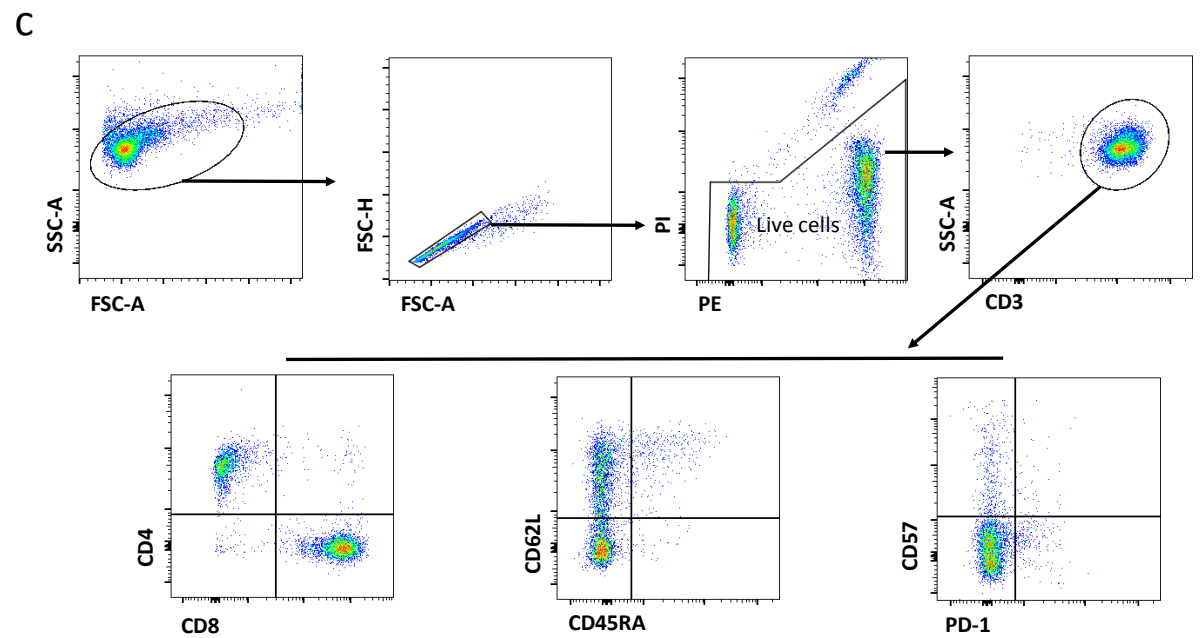 C
SSC-A
FSC-A
FSC-H
FSC-A
PI
Live cells
PE
SSC-A
CD3
CD4
CD8
CD62L
CD45RA
CD57
PD-1